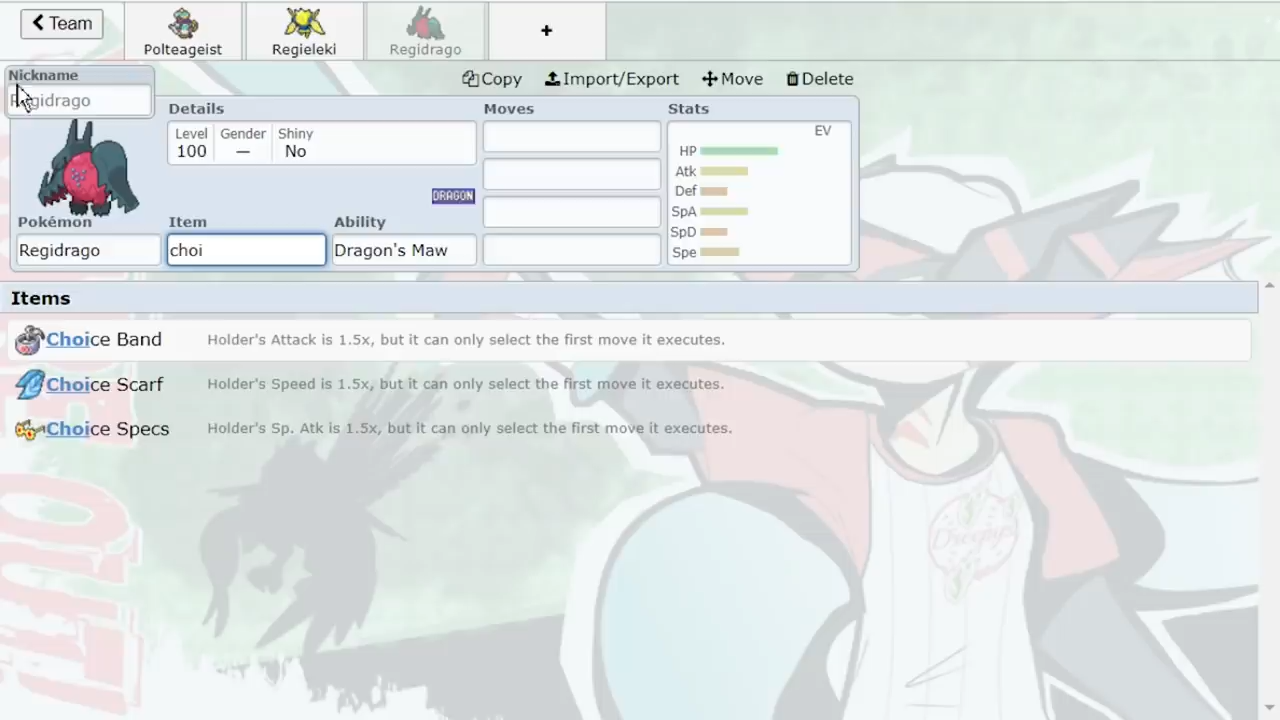 Team
Polteageist
Regieleki
Regidrago
+
Nickname
Regidrago
Copy
Import/Export
Move
Delete
Details
Level
100
Gender
—
Shiny
No
DRAGON
Pokémon
Regidrago
Item
choi
Ability
Dragon's Maw
Moves
Stats
EV
HP
Atk
Def
SpA
SpD
Spe
Items
Choice Band Holder's Attack is 1.5x, but it can only select the first move it executes.
Choice Scarf Holder's Speed is 1.5x, but it can only select the first move it executes.
Choice Specs Holder's Sp. Atk is 1.5x, but it can only select the first move it executes.